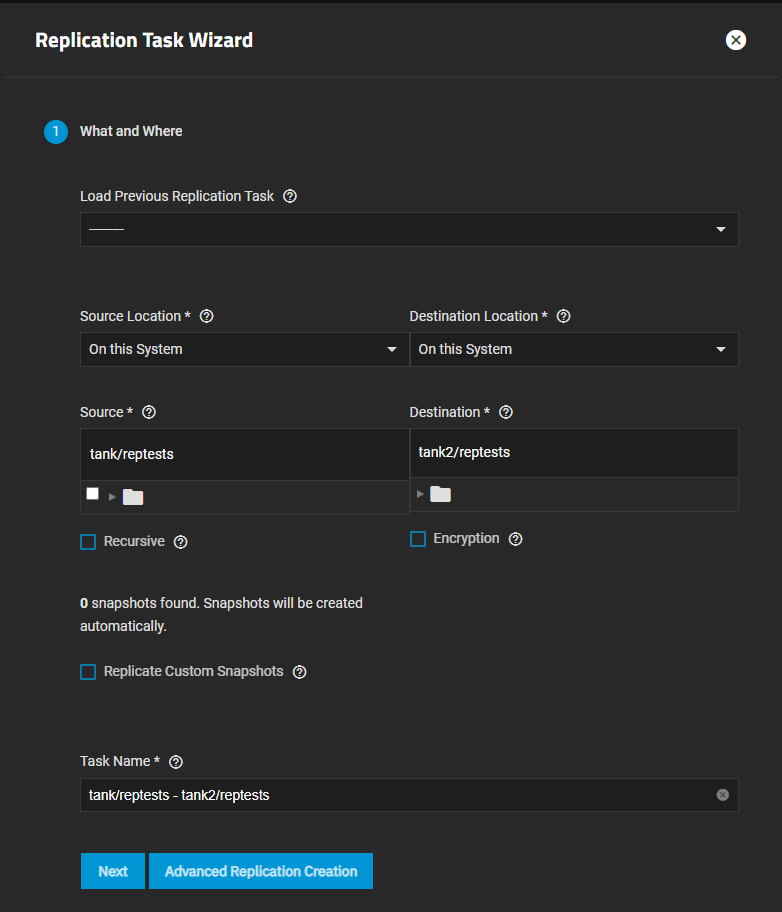 Replication Task Wizard
1 What and Where
Load Previous Replication Task
---------
Source Location * Destination Location *
On this System On this System
Source * Destination *
tank/reptests tank2/reptests
Recursive Encryption
0 snapshots found. Snapshots will be created
automatically.
Replicate Custom Snapshots
Task Name *
tank/reptests - tank2/reptests
Next Advanced Replication Creation